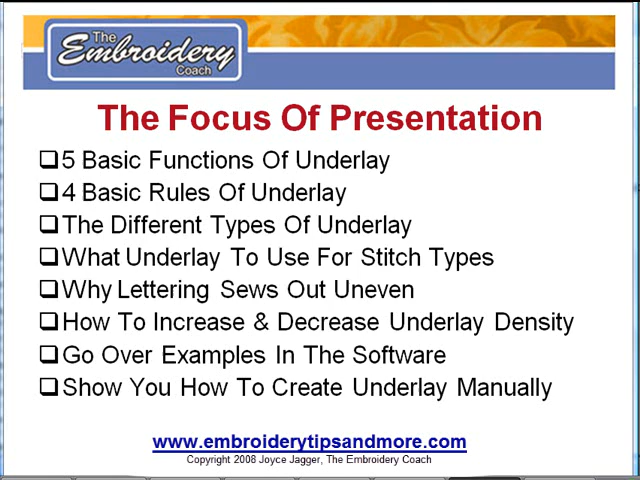 The
Embroidery
Coach
The Focus Of Presentation
5 Basic Functions Of Underlay
4 Basic Rules Of Underlay
The Different Types Of Underlay
What Underlay To Use For Stitch Types
Why Lettering Sews Out Uneven
How To Increase & Decrease Underlay Density
Go Over Examples In The Software
Show You How To Create Underlay Manually
www.embroiderytipsandmore.com
Copyright 2008 Joyce Jagger, The Embroidery Coach